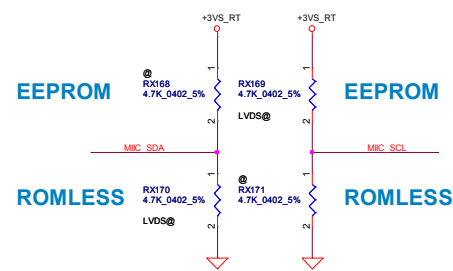 +3VS_RT +3VS_RT
1 1
@
RX168 RX169
EEPROM 4.7K_0402_5% 4.7K_0402_5% EEPROM
2 2
LVDS@
MIIC_SDA MIIC_SCL
1 1
@
RX170 RX171
ROMLESS 4.7K_0402_5% 4.7K_0402_5% ROMLESS
2 2
LVDS@